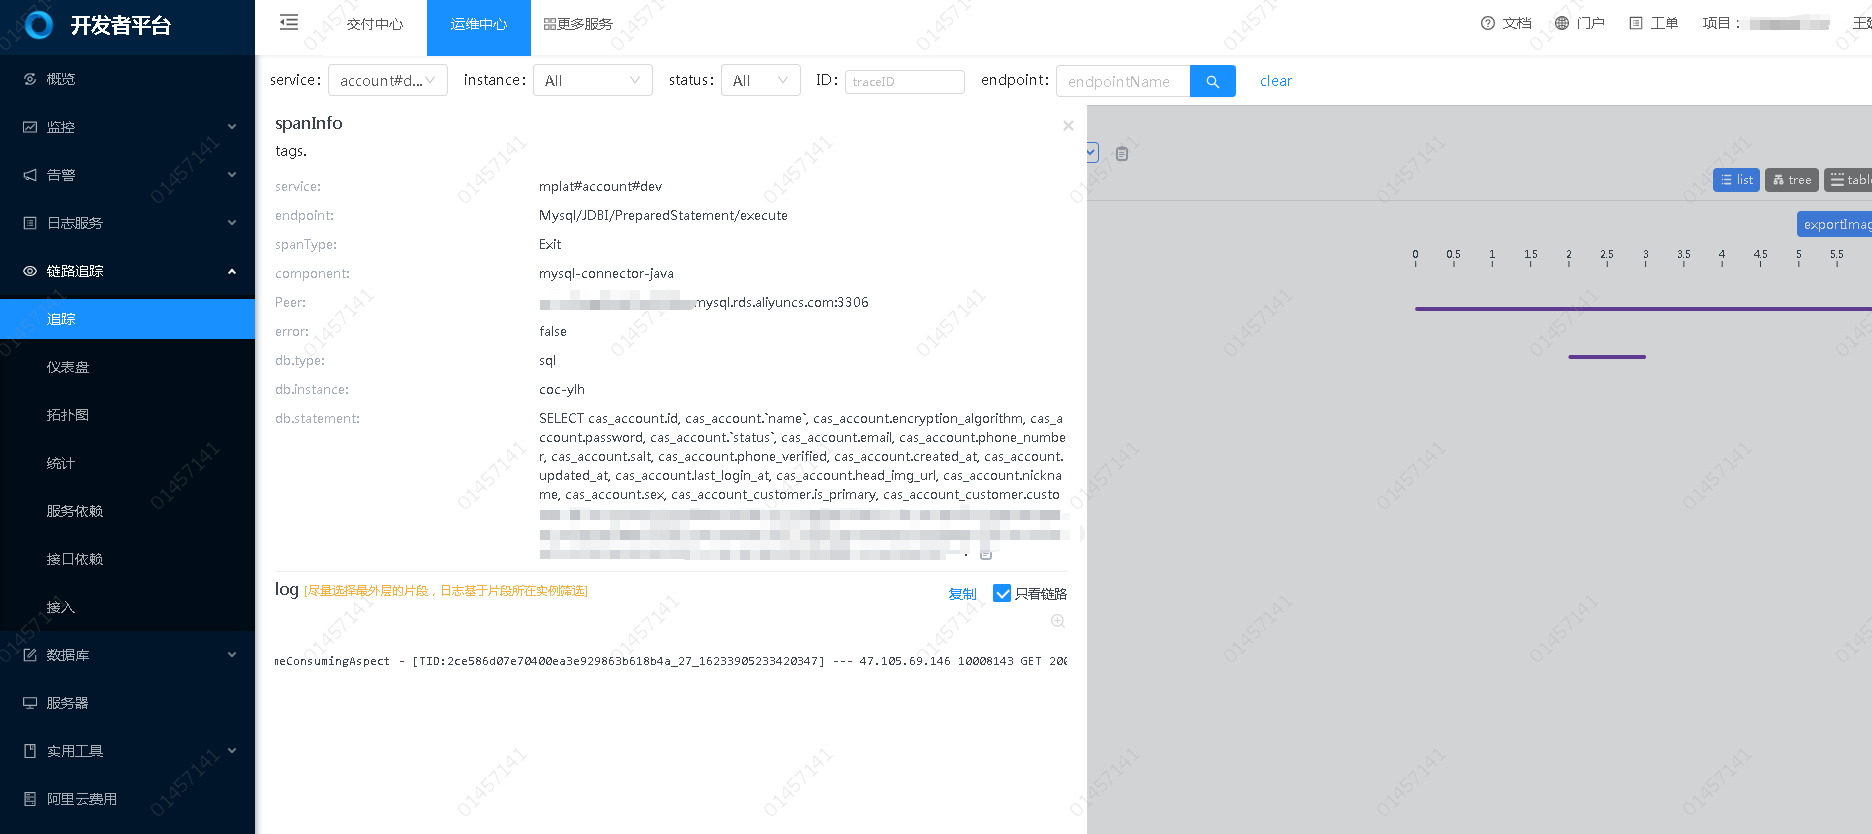 开发者平台
交付中心
运维中心
更多服务
文档
门户
工单
项目：
概览
监控
告警
日志服务
链路追踪
追踪
仪表盘
拓扑图
统计
服务依赖
接口依赖
接入
数据库
服务器
实用工具
阿里云费用
service: account#d... instance: All status: All ID: traceID endpoint: endpointName clear
spanInfo
tags.
service: mplat#account#dev
endpoint: Mysql/JDBI/PreparedStatement/execute
spanType: Exit
component: mysql-connector-java
Peer: mysql.rds.aliyuncs.com:3306
error: false
db.type: sql
db.instance: coc-ylh
db.statement: SELECT cas_account.id, cas_account.`name`, cas_account.encryption_algorithm, cas_a
ccount.password, cas_account.`status`, cas_account.email, cas_account.phone_numbe
r, cas_account.salt, cas_account.phone_verified, cas_account.created_at, cas_account.
updated_at, cas_account.last_login_at, cas_account.head_img_url, cas_account.nickna
me, cas_account.sex, cas_account_customer.is_primary, cas_account_customer.custo
log [尽量选择最外层的片段，日志基于片段所在实例筛选]
复制 只看链路
meConsumingAspect - [TID:2ce586d07e70400ea3e929863b618b4a_27_16233905233420347] --- 47.105.69.146 10008143 GET 200
list tree table
exportImag
0 0.5 1 1.5 2 2.5 3 3.5 4 4.5 5 5.5
01457141